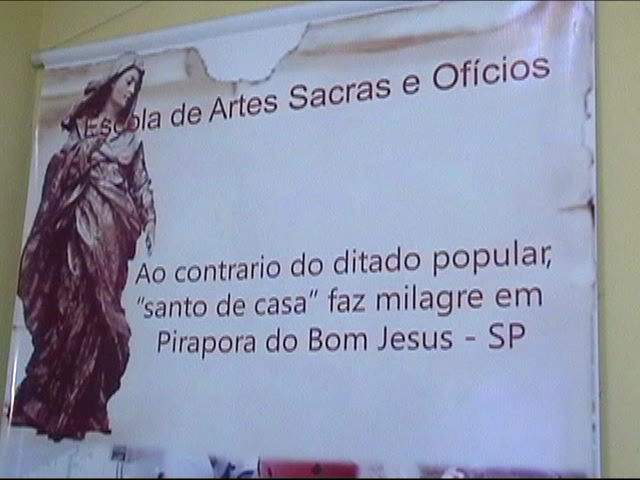 Escola de Artes Sacras e Ofícios
Ao contrario do ditado popular,
"santo de casa" faz milagre em
Pirapora do Bom Jesus - SP